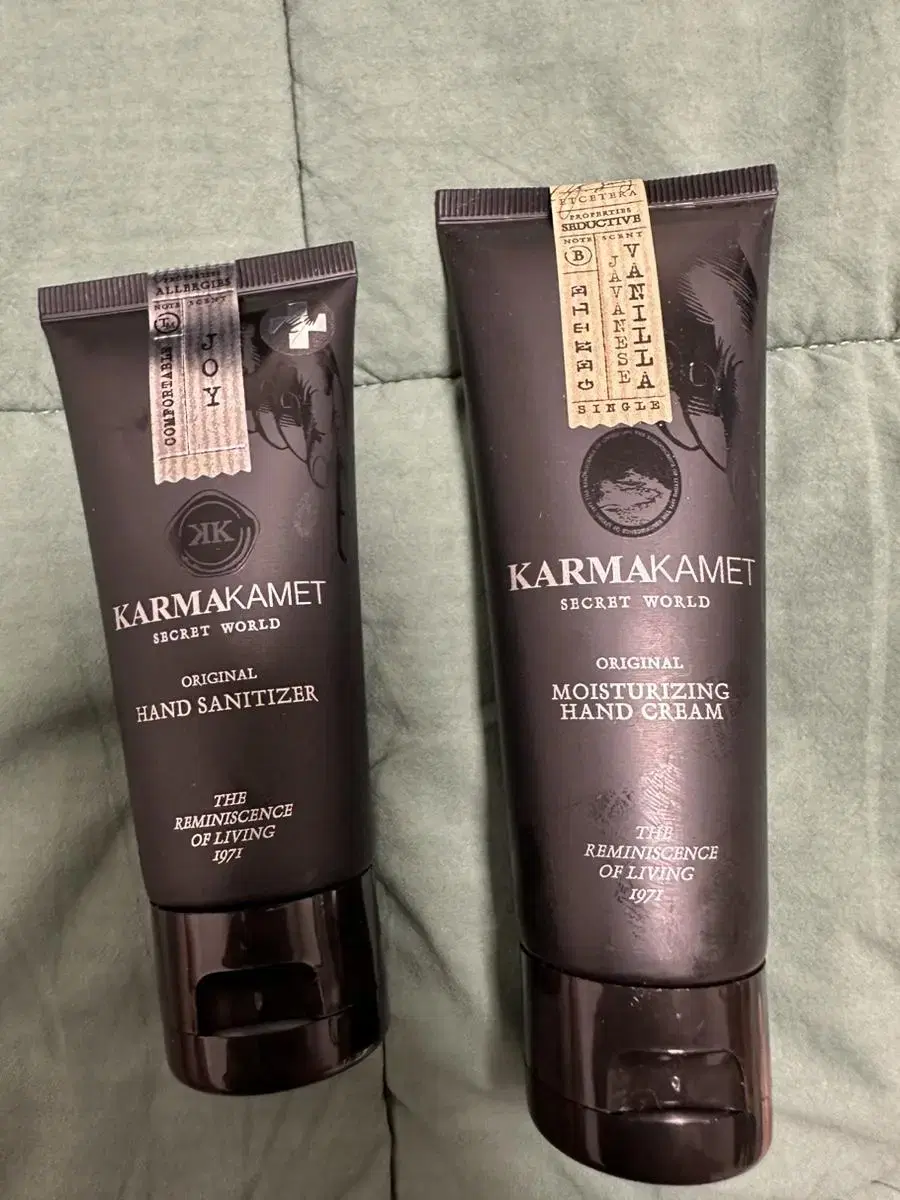 ALLERGIES
NOTE SCENT
COMFORTABLE
JOY
KK
KARMAKAMET
SECRET WORLD
ORIGINAL
HAND SANITIZER
THE
REMINISCENCE
OF LIVING
1971
ETCETERA
PROPERTIES
SEDUCTIVE
NOTE SCENT
B
GENTLE
JAVANESE
VANILLA
SINGLE
KARMAKAMET
SECRET WORLD
ORIGINAL
MOISTURIZING
HAND CREAM
THE
REMINISCENCE
OF LIVING
1971